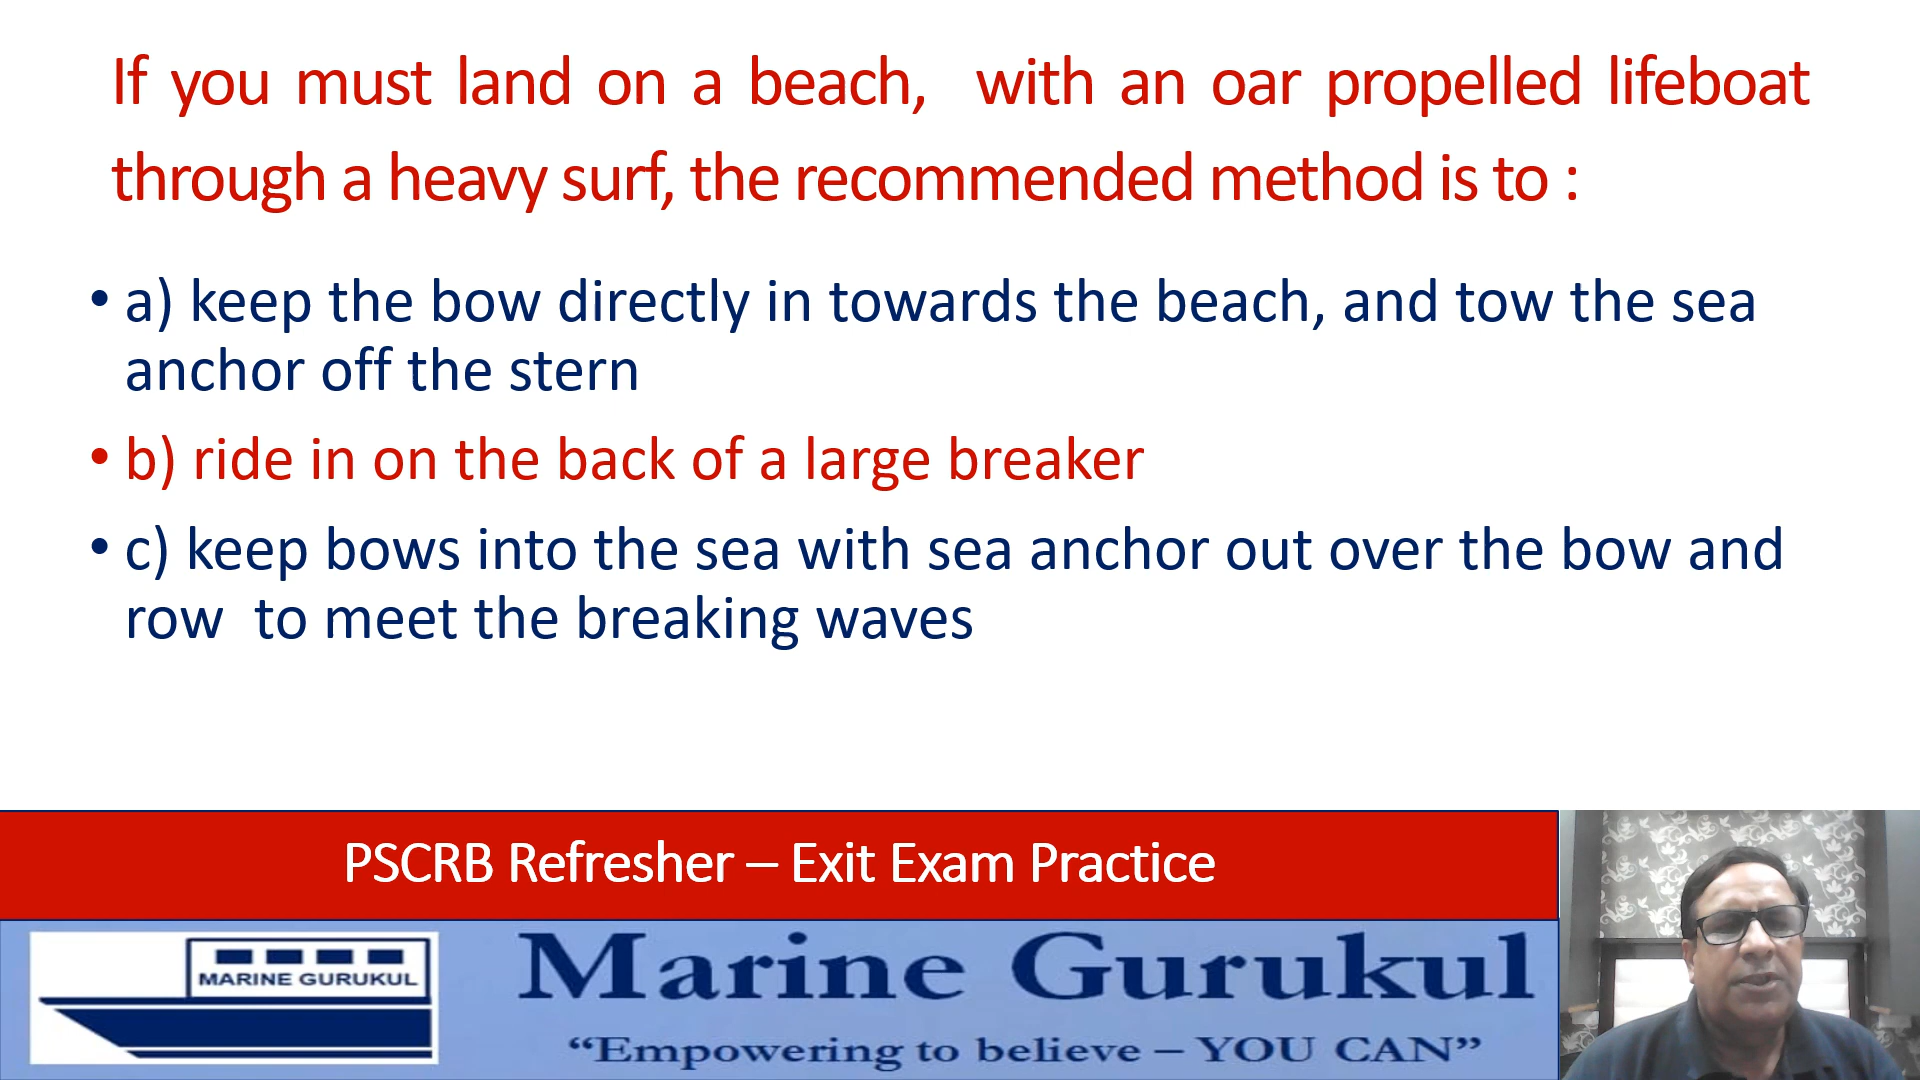 If you must land on a beach,  with an oar propelled lifeboat
through a heavy surf, the recommended method is to :
• a) keep the bow directly in towards the beach, and tow the sea
anchor off the stern
• b) ride in on the back of a large breaker
• c) keep bows into the sea with sea anchor out over the bow and
row  to meet the breaking waves
PSCRB Refresher – Exit Exam Practice
MARINE GURUKUL
Marine Gurukul
“Empowering to believe – YOU CAN”